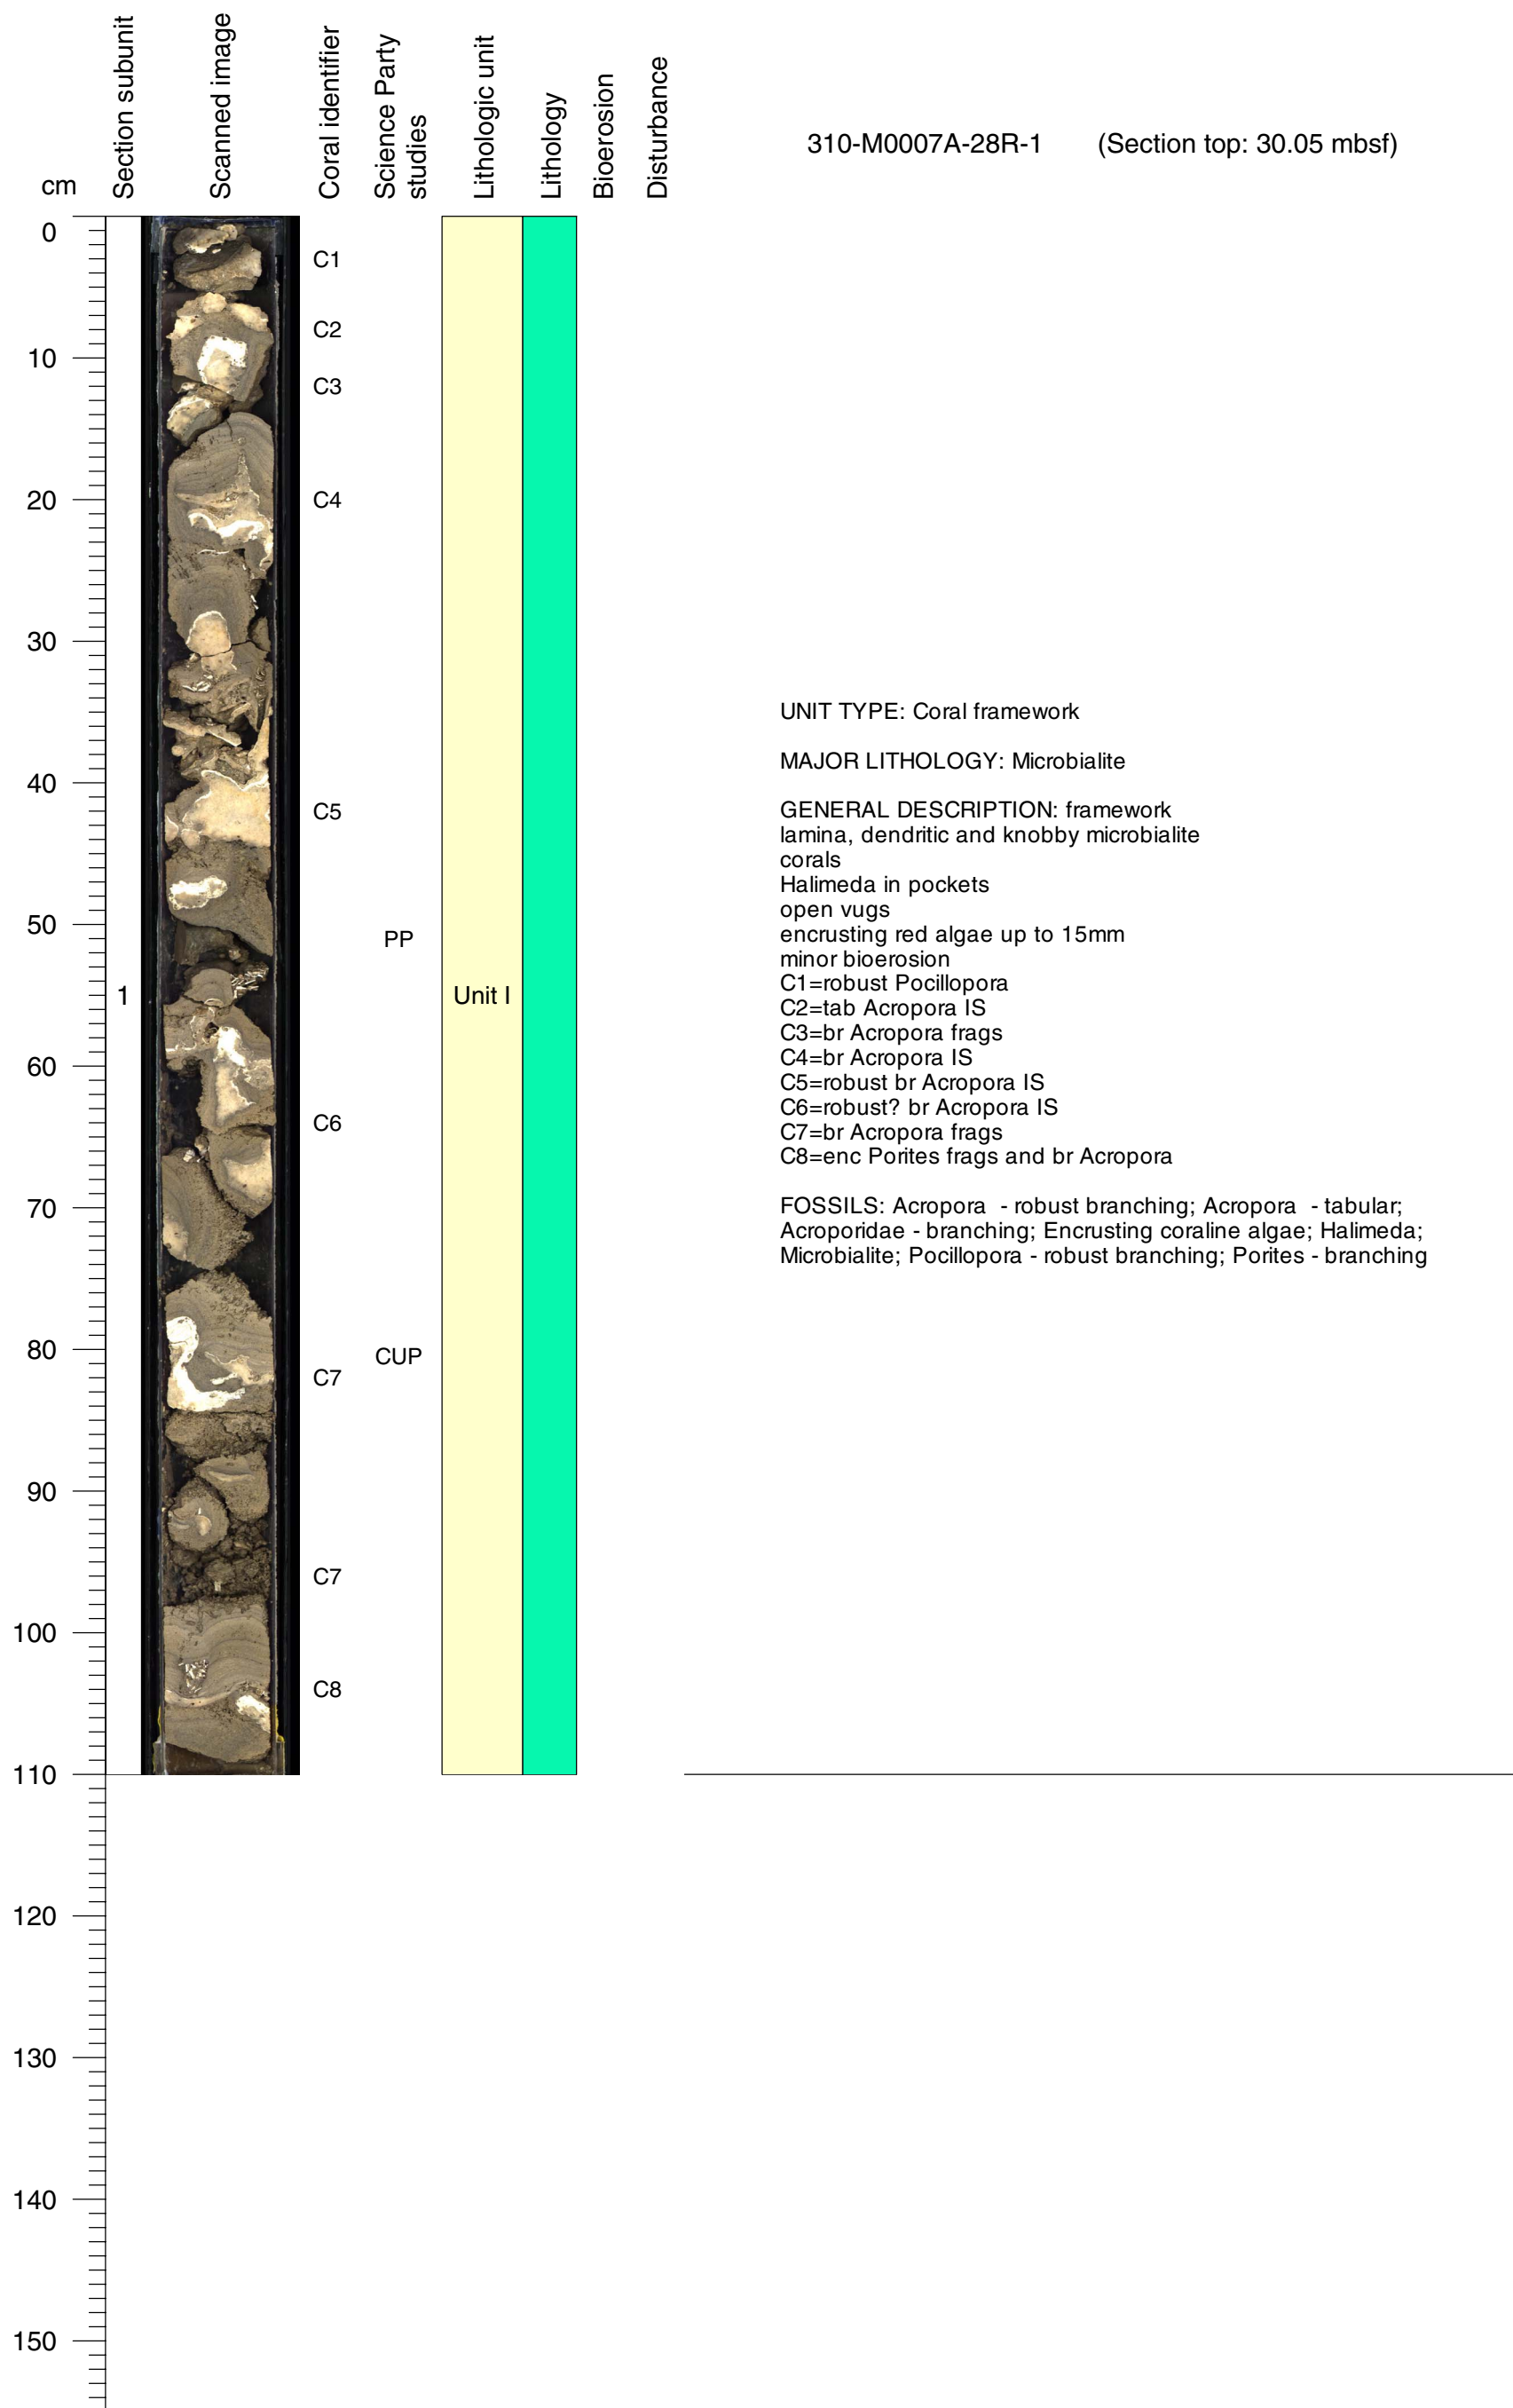 Section subunit
Scanned image
Coral identifier
Science Party
studies
Lithologic unit
Lithology
Bioerosion
Disturbance
310-M0007A-28R-1 (Section top: 30.05 mbsf)
cm
0
C1
C2
10
C3
20
C4
30
40
C5
50
PP
1
Unit I
60
C6
70
80
CUP
C7
90
C7
100
C8
110
120
130
140
150
UNIT TYPE: Coral framework
MAJOR LITHOLOGY: Microbialite
GENERAL DESCRIPTION: framework
lamina, dendritic and knobby microbialite
corals
Halimeda in pockets
open vugs
encrusting red algae up to 15mm
minor bioerosion
C1=robust Pocillopora
C2=tab Acropora IS
C3=br Acropora frags
C4=br Acropora IS
C5=robust br Acropora IS
C6=robust? br Acropora IS
C7=br Acropora frags
C8=enc Porites frags and br Acropora
FOSSILS: Acropora - robust branching; Acropora - tabular;
Acroporidae - branching; Encrusting coraline algae; Halimeda;
Microbialite; Pocillopora - robust branching; Porites - branching